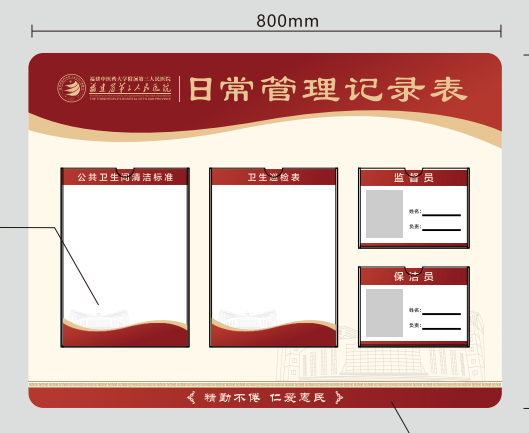 800mm
福建中医药大学附属第三人民医院
福建省第三人民医院
日常管理记录表
公共卫生间清洁标准
卫生巡检表
监督员
姓名:
负责:
保洁员
姓名:
负责:
精勤不倦 仁爱惠民